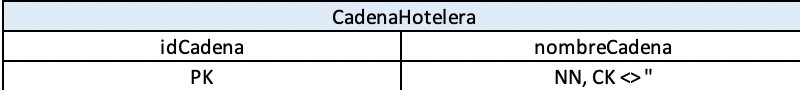 CadenaHotelera
idCadena nombreCadena
PK NN, CK <> "